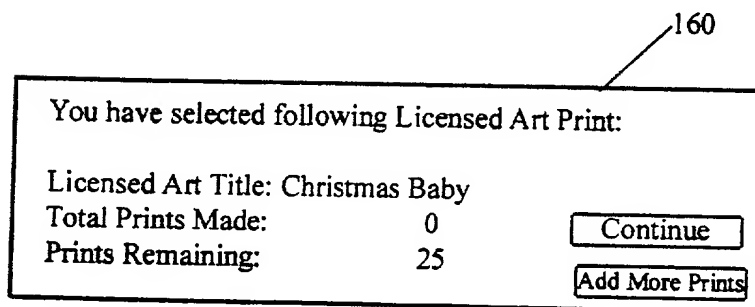 160
You have selected following Licensed Art Print:
Licensed Art Title: Christmas Baby
Total Prints Made: 0
Continue
Prints Remaining: 25
Add More Prints